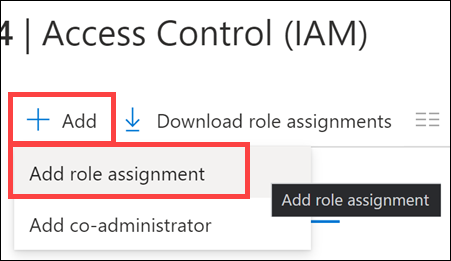 4 | Access Control (IAM)
+ Add Download role assignments
Add role assignment
Add role assignment
Add co-administrator